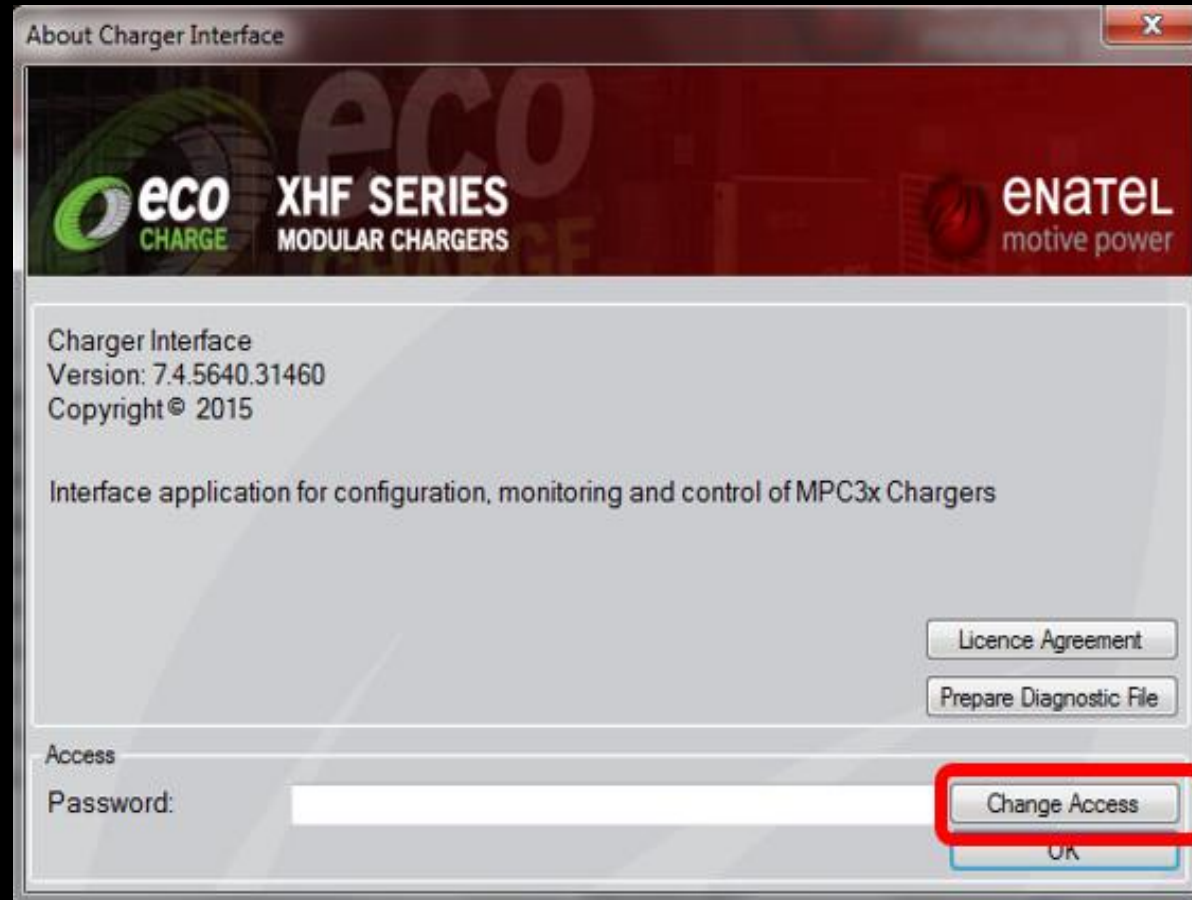 About Charger Interface
x
eco
eco
CHARGE
XHF SERIES
MODULAR CHARGERS
CHARGE
enatel
motive power
Charger Interface
Version: 7.4.5640.31460
Copyright © 2015
Interface application for configuration, monitoring and control of MPC3x Chargers
Licence Agreement
Prepare Diagnostic File
Access
Password:
Change Access
OK